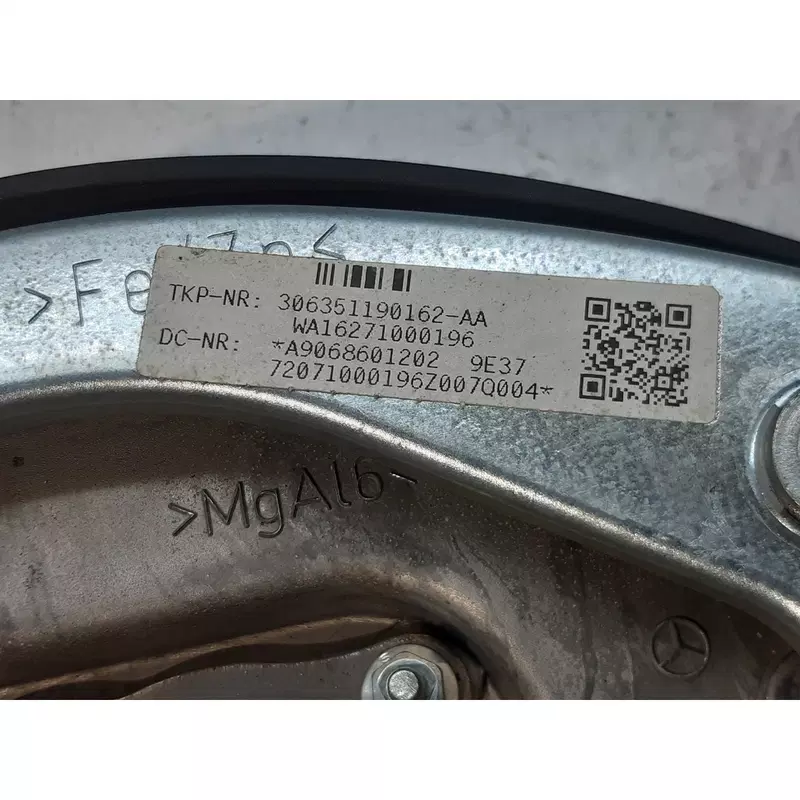 TKP-NR: 306351190162-AA
WA16271000196
DC-NR: *A9068601202 9E37
72071000196Z007Q004*
>MgAl6-